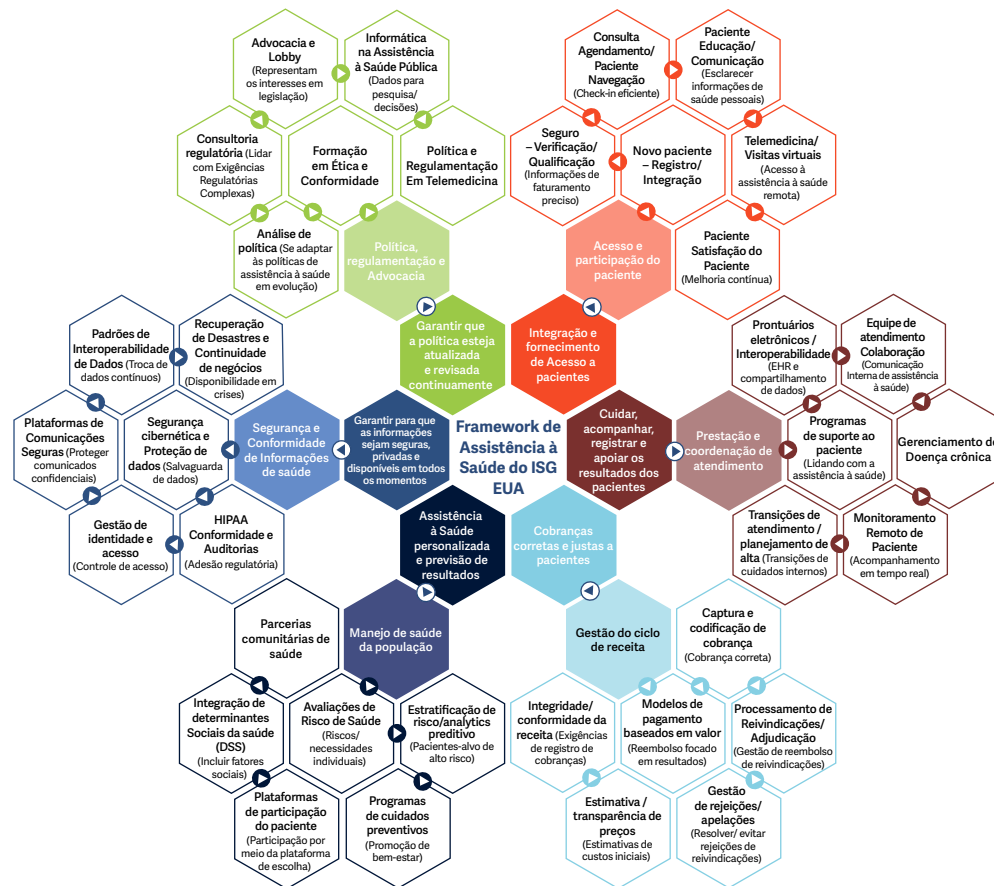 Advocacia e
Lobby
(Representam
os interesses em
legislação)
Informática
na Assistência
à Saúde Pública
(Dados para
pesquisa/
decisões)
Consultoria
regulatória (Lidar
com Exigências
Regulatórias
Complexas)
Formação
em Ética e
Conformidade
Política e
Regulamentação
Em Telemedicina
Análise de
política (Se adaptar
às políticas de
assistência à saúde
em evolução)
Política,
regulamentação e
Advocacia
Garantir que
a política esteja
atualizada
e revisada
continuamente
Consulta
Agendamento/
Paciente
Navegação
(Check-in eficiente)
Paciente
Educação/
Comunicação
(Esclarecer
informações de
saúde pessoais)
Seguro
– Verificação/
Qualificação
(Informações de
faturamento
preciso)
Novo paciente
– Registro/
Integração
Telemedicina/
Visitas virtuais
(Acesso à
assistência à saúde
remota)
Acesso e
participação do
paciente
Paciente
Satisfação do
Paciente
(Melhoria contínua)
Integração e
fornecimento
de Acesso a
pacientes
Padrões de
Interoperabilidade
de Dados (Troca de
dados contínuos)
Recuperação
de Desastres e
Continuidade
de negócios
(Disponibilidade em
crises)
Plataformas de
Comunicações
Seguras (Proteger
comunicados
confidenciais)
Segurança
cibernética e
Proteção de
dados (Salvaguarda
de dados)
Segurança e
Conformidade
de Informações
de saúde
Garantir para que
as informações
sejam seguras,
privadas e
disponíveis em todos
os momentos
Gestão de
identidade e
acesso
(Controle de acesso)
HIPAA
Conformidade e
Auditorias
(Adesão regulatória)
Framework de
Assistência à
Saúde do ISG
EUA
Cuidar,
acompanhar,
registrar e
apoiar os
resultados dos
pacientes
Prestação e
coordenação de
atendimento
Prontuários
eletrônicos /
Interoperabilidade
(EHR e
compartilhamento
de dados)
Equipe de
atendimento
Colaboração
(Comunicação
Interna de assistência
à saúde)
Programas
de suporte ao
paciente
(Lidando com a
assistência à saúde)
Gerenciamento de
Doença crônica
Transições de
atendimento /
planejamento de
alta (Transições de
cuidados internos)
Monitoramento
Remoto de
Paciente
(Acompanhamento
em tempo real)
Assistência
à Saúde
personalizada
e previsão de
resultados
Cobranças
corretas e justas a
pacientes
Parcerias
comunitárias de
saúde
Manejo de saúde
da população
Integração de
determinantes
Sociais da saúde
(DSS)
(Incluir fatores
sociais)
Avaliações de
Risco de Saúde
(Riscos/
necessidades
individuais)
Estratificação de
risco/analytics
preditivo
(Pacientes-alvo de
alto risco)
Plataformas
de participação
do paciente
(Participação por
meio da plataforma
de escolha)
Programas
de cuidados
preventivos
(Promoção de
bem-estar)
Gestão do ciclo
de receita
Captura e
codificação de
cobrança
(Cobrança correta)
Integridade/
conformidade da
receita (Exigências
de registro de
cobranças)
Modelos de
pagamento
baseados em valor
(Reembolso focado
em resultados)
Processamento de
Reivindicações/
Adjudicação
(Gestão de reembolso
de reivindicações)
Estimativa /
transparência de
preços
(Estimativas de
custos iniciais)
Gestão
de rejeições/
apelações
(Resolver/ evitar
rejeições de
reivindicações)